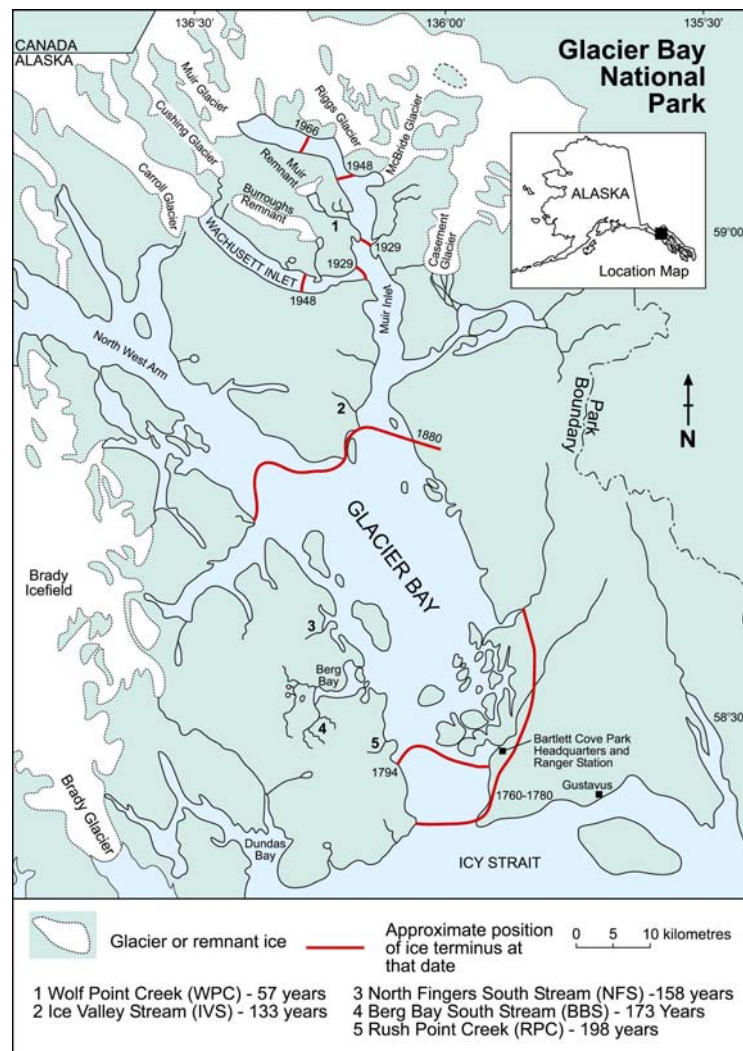 136°30'
136°00'
135°30'
CANADA
ALASKA
Glacier Bay
National
Park
Muir Glacier
Cushing Glacier
Carroll Glacier
1966
Riggs Glacier
McBride Glacier
Muir
Remnant
1948
Burroughs
Remnant
1
WACHUSETT INLET
1929
1929
1948
Casement
Glacier
Muir Inlet
ALASKA
Location Map
59°00'
North West Arm
Park
Boundary
N
2
1880
GLACIER BAY
Brady
Icefield
3
Berg
Bay
4
5
58°30'
1794
Bartlett Cove Park
Headquarters and
Ranger Station
1760-1780
Gustavus
Brady Glacier
Dundas
Bay
ICY STRAIT
Glacier or remnant ice
Approximate position
of ice terminus at
that date
0 5 10 kilometres
1 Wolf Point Creek (WPC) - 57 years
2 Ice Valley Stream (IVS) - 133 years
3 North Fingers South Stream (NFS) -158 years
4 Berg Bay South Stream (BBS) - 173 Years
5 Rush Point Creek (RPC) - 198 years